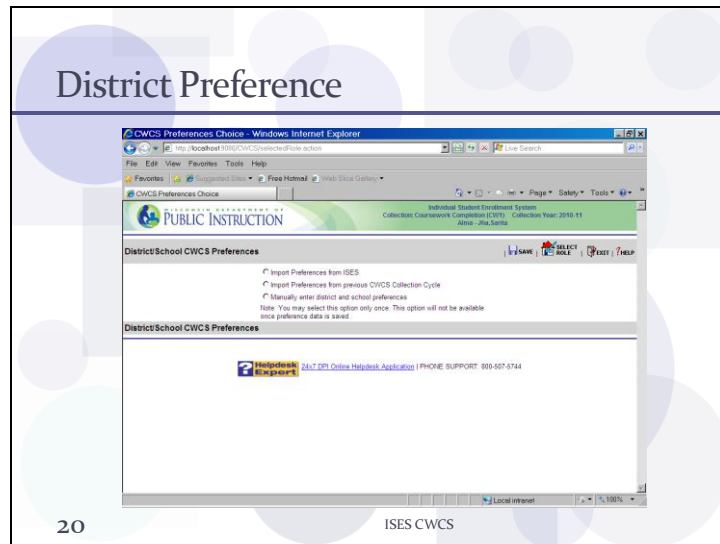 District Preference
CWCS Preferences Choice - Windows Internet Explorer
http://localhost:9080/CWCS/selectedRole.action
Live Search
File Edit View Favorites Tools Help
Favorites Suggested Sites Free Hotmail Web Slice Gallery
CWCS Preferences Choice
Page Safety Tools
WISCONSIN DEPARTMENT OF
PUBLIC INSTRUCTION
Individual Student Enrollment System
Collection: Coursework Completion (CW1) Collection Year: 2010-11
Alma - Jha, Sarita
District/School CWCS Preferences
| SAVE | SELECT ROLE | EXIT | ? HELP
Import Preferences from ISES
Import Preferences from previous CWCS Collection Cycle
Manually enter district and school preferences
Note: You may select this option only once. This option will not be available
once preference data is saved.
District/School CWCS Preferences
? Helpdesk Expert 24x7 DPI Online Helpdesk Application | PHONE SUPPORT: 800-507-5744
Local intranet 100%
20 ISES CWCS